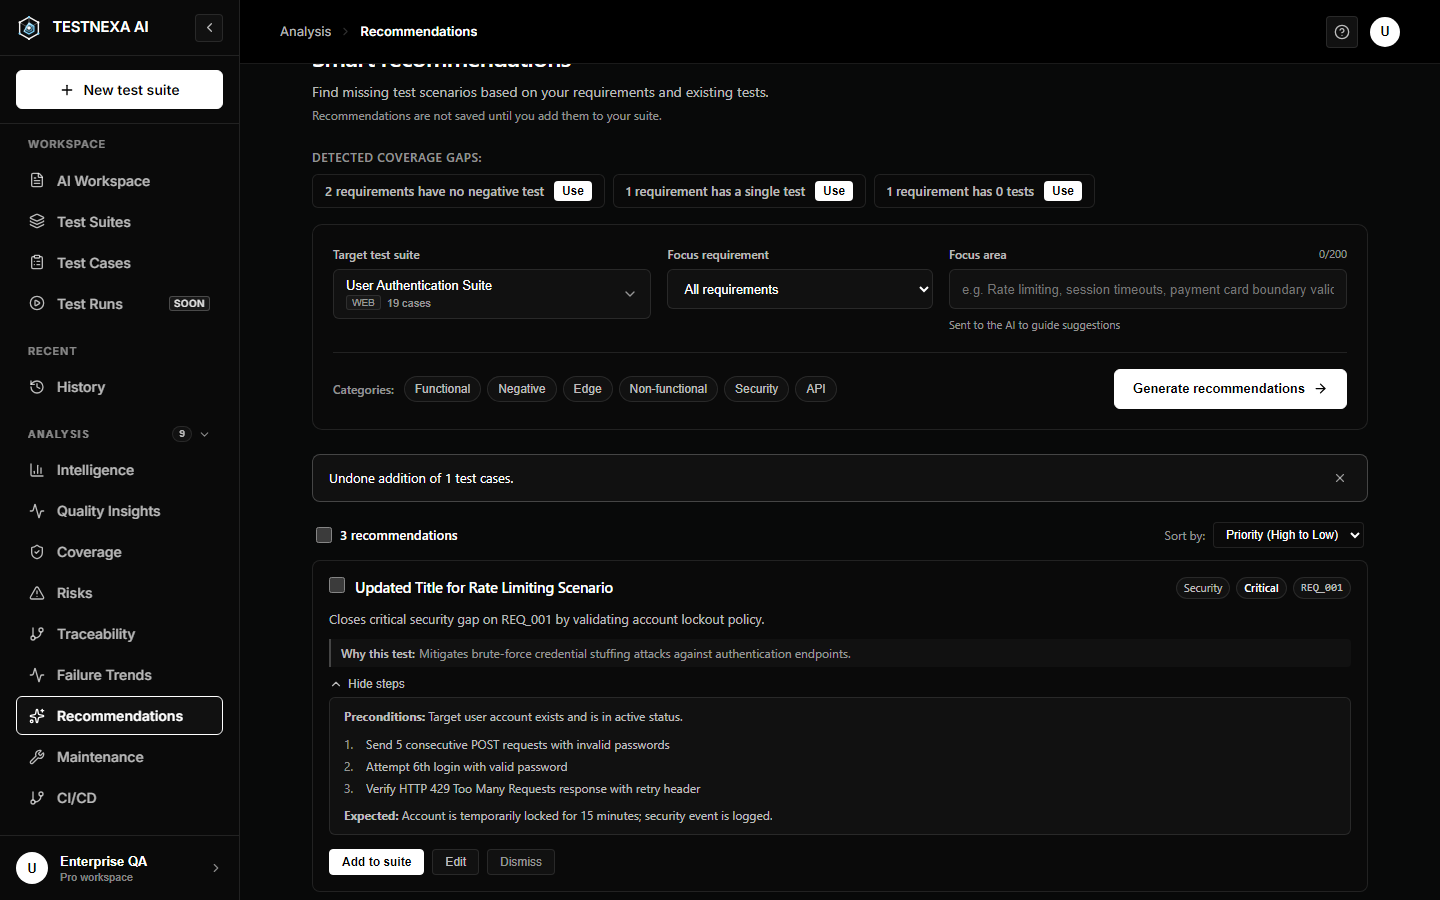 TESTNEXA AI
New test suite
WORKSPACE
AI Workspace
Test Suites
Test Cases
Test Runs SOON
RECENT
History
ANALYSIS 9
Intelligence
Quality Insights
Coverage
Risks
Traceability
Failure Trends
Recommendations
Maintenance
CI/CD
U
Enterprise QA
Pro workspace
Analysis Recommendations
U
Smart recommendations
Find missing test scenarios based on your requirements and existing tests.
Recommendations are not saved until you add them to your suite.
DETECTED COVERAGE GAPS:
2 requirements have no negative test Use
1 requirement has a single test Use
1 requirement has 0 tests Use
Target test suite
User Authentication Suite
WEB 19 cases
Focus requirement
All requirements
Focus area 0/200
e.g. Rate limiting, session timeouts, payment card boundary valic
Sent to the AI to guide suggestions
Categories: Functional Negative Edge Non-functional Security API
Generate recommendations
Undone addition of 1 test cases.
3 recommendations
Sort by: Priority (High to Low)
Updated Title for Rate Limiting Scenario
Security Critical REQ_001
Closes critical security gap on REQ_001 by validating account lockout policy.
Why this test: Mitigates brute-force credential stuffing attacks against authentication endpoints.
Hide steps
Preconditions: Target user account exists and is in active status.
1. Send 5 consecutive POST requests with invalid passwords
2. Attempt 6th login with valid password
3. Verify HTTP 429 Too Many Requests response with retry header
Expected: Account is temporarily locked for 15 minutes; security event is logged.
Add to suite Edit Dismiss